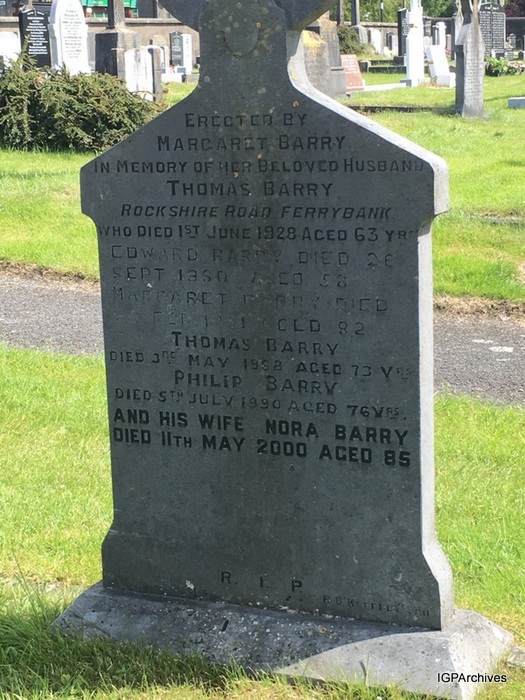 ERECTED BY
MARGARET BARRY
IN MEMORY OF HER BELOVED HUSBAND
THOMAS BARRY
ROCKSHIRE ROAD FERRYBANK
WHO DIED 1ST JUNE 1928 AGED 63 YRS
EDWARD BARRY DIED 26
SEPT 1960 AGED 58
MARGARET BARRY DIED
AGED 82
THOMAS BARRY
DIED 3RD MAY 1968 AGED 73 YRS
PHILIP BARRY
DIED 5TH JULY 1990 AGED 76 YRS.
AND HIS WIFE NORA BARRY
DIED 11TH MAY 2000 AGED 85
R. I. P
IGPArchives